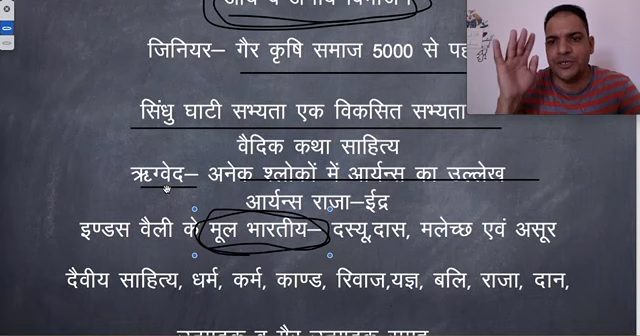 जिनियर– गैर कृषि समाज 5000 से
सिंधु घाटी सभ्यता एक विकसित सभ्यता
वैदिक कथा साहित्य
ऋग्वेद– अनेक श्लोकों में आर्यन्स का उल्लेख
आर्यन्स राजा–ईद्र
इण्डस वैली के मूल भारतीय– दस्यू,दास, मलेच्छ एवं असूर
दैवीय साहित्य, धर्म, कर्म, काण्ड, रिवाज,यज्ञ, बलि, राजा, दान,